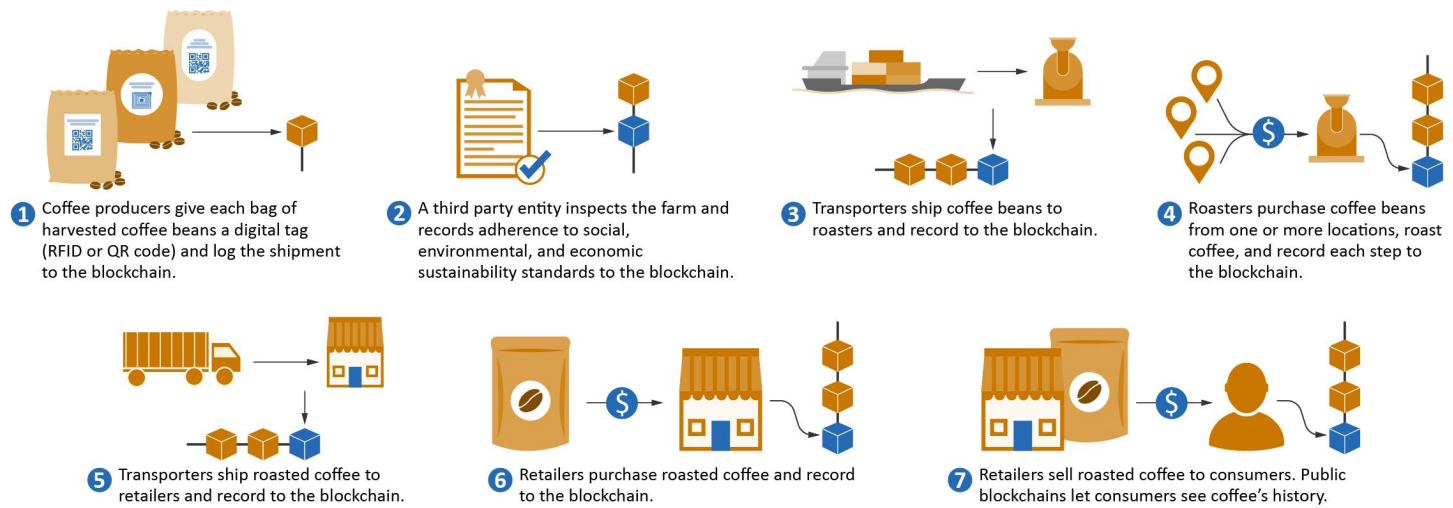 1 Coffee producers give each bag of
harvested coffee beans a digital tag
(RFID or QR code) and log the shipment
to the blockchain.
2 A third party entity inspects the farm and
records adherence to social,
environmental, and economic
sustainability standards to the blockchain.
3 Transporters ship coffee beans to
roasters and record to the blockchain.
$
4 Roasters purchase coffee beans
from one or more locations, roast
coffee, and record each step to
the blockchain.
5 Transporters ship roasted coffee to
retailers and record to the blockchain.
$
6 Retailers purchase roasted coffee and record
to the blockchain.
$
7 Retailers sell roasted coffee to consumers. Public
blockchains let consumers see coffee’s history.